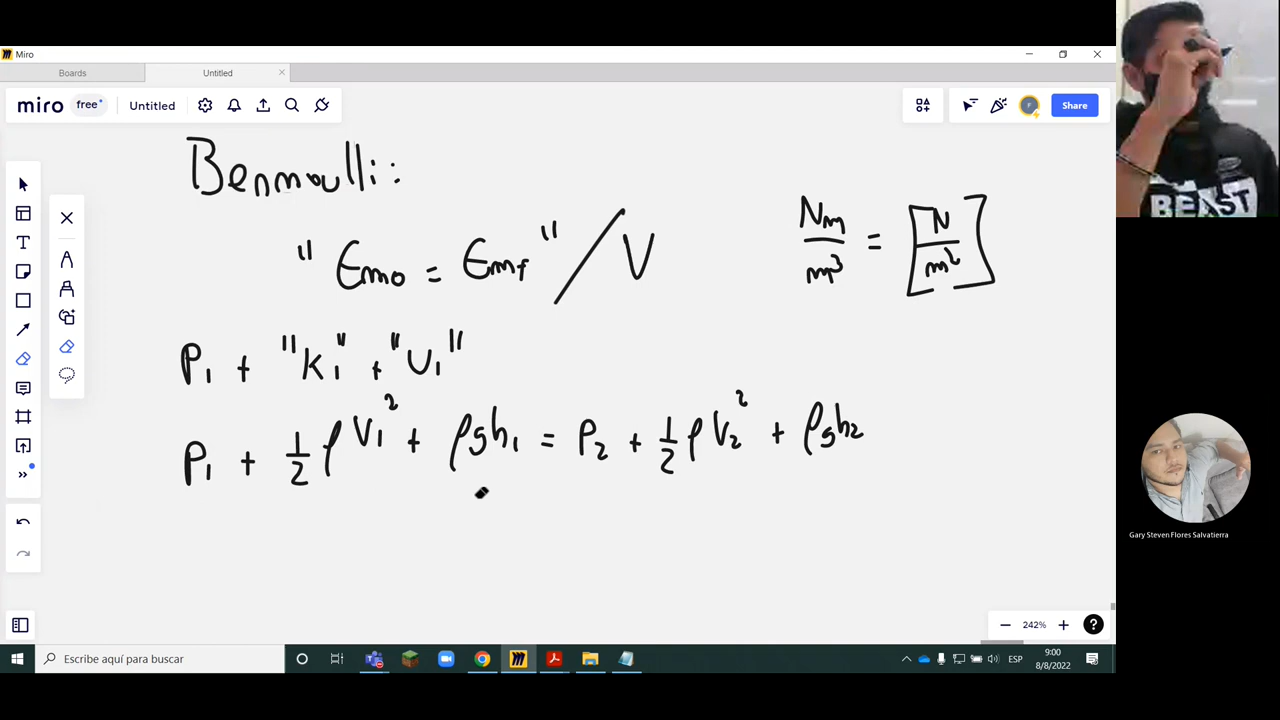 Miro
Boards
Untitled
miro free
Untitled
Share
Bernoulli:
"Emo = Emf" / V
Nm/m³ = [N/m²]
P₁ + "K₁" + "U₁"
P₁ + 1/2 ρV₁² + ρgh₁ = P₂ + 1/2 ρV₂² + ρgh₂
BEAST
Gary Steven Flores Salvatierra
242%
Escribe aquí para buscar
ESP
9:00
8/8/2022